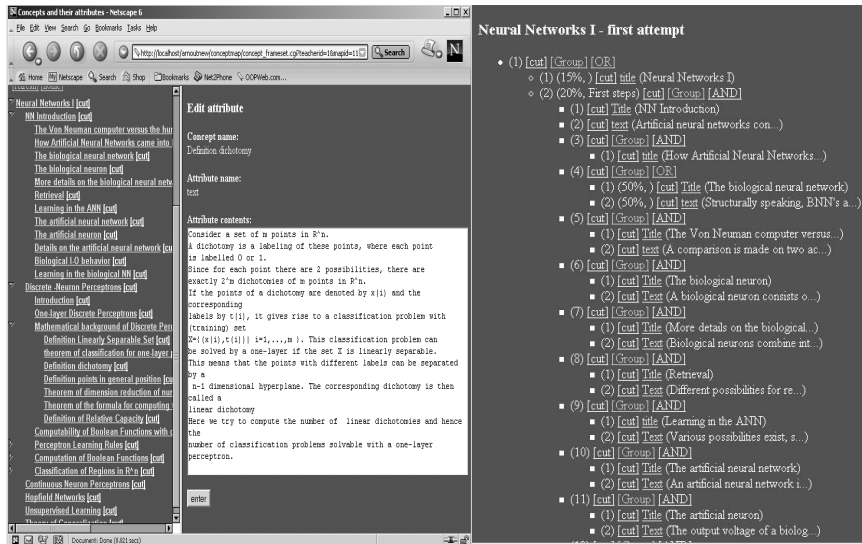 Concepts and their attributes - Netscape 6
File Edit View Search Go Bookmarks Tasks Help
http://localhost/arnoutnew/conceptmap/concept_frameset.cgi?teacherid=1&mapid=11 Search
Home Netscape Search Shop Bookmarks Net2Phone OOPWeb.com...
Neural Networks I [cut]
NN Introduction [cut]
The Von Neuman computer versus the hur
How Artificial Neural Networks came into
The biological neural network [cut]
The biological neuron [cut]
More details on the biological neural netw
Retrieval [cut]
Learning in the ANN [cut]
The artificial neural network [cut]
The artificial neuron [cut]
Details on the artificial neural network [cu
Biological I-O behavior [cut]
Learning in the biological NN [cut]
Discrete -Neuron Perceptrons [cut]
Introduction [cut]
One-layer Discrete Perceptrons [cut]
Mathematical background of Discrete Perc
Definition Linearly Separable Set [cut]
theorem of classification for one-layer p
Definition dichotomy [cut]
Definition points in general position [cu
Theorem of dimension reduction of nur
Theorem of the formula for computing
Definition of Relative Capacity [cut]
Computability of Boolean Functions with
Perceptron Learning Rules [cut]
Computation of Boolean Functions [cut]
Classification of Regions in R^n [cut]
Continuous Neuron Perceptrons [cut]
Hopfield Networks [cut]
Unsupervised Learning [cut]
Theory of Generalization [cut]
Edit attribute
Concept name:
Definition dichotomy
Attribute name:
text
Attribute contents:
Consider a set of m points in R^n.
A dichotomy is a labeling of these points, where each point
is labelled 0 or 1.
Since for each point there are 2 possibilities, there are
exactly 2^m dichotomies of m points in R^n.
If the points of a dichotomy are denoted by x(i) and the
corresponding
labels by t(i), it gives rise to a classification problem with
(training) set
X={(x(i),t(i))| i=1,...,m }. This classification problem can
be solved by a one-layer if the set X is linearly separable.
This means that the points with different labels can be separated
by a
n-1 dimensional hyperplane. The corresponding dichotomy is then
called a
linear dichotomy
Here we try to compute the number of linear dichotomies and hence
the
number of classification problems solvable with a one-layer
perceptron.
enter
Document: Done (0.821 secs)
Neural Networks I - first attempt
(1) [cut] [Group] [OR]
(1) (15%, ) [cut] title (Neural Networks I)
(2) (20%, First steps) [cut] [Group] [AND]
(1) [cut] Title (NN Introduction)
(2) [cut] text (Artificial neural networks con...)
(3) [cut] [Group] [AND]
(1) [cut] title (How Artificial Neural Networks...)
(4) [cut] [Group] [OR]
(1) (50%, ) [cut] Title (The biological neural network)
(2) (50%, ) [cut] text (Structurally speaking, BNN's a...)
(5) [cut] [Group] [AND]
(1) [cut] Title (The Von Neuman computer versus...)
(2) [cut] text (A comparison is made on two ac...)
(6) [cut] [Group] [AND]
(1) [cut] Title (The biological neuron)
(2) [cut] Text (A biological neuron consists o...)
(7) [cut] [Group] [AND]
(1) [cut] Title (More details on the biological...)
(2) [cut] Text (Biological neurons combine int...)
(8) [cut] [Group] [AND]
(1) [cut] Title (Retrieval)
(2) [cut] Text (Different possibilities for re...)
(9) [cut] [Group] [AND]
(1) [cut] title (Learning in the ANN)
(2) [cut] Text (Various possibilities exist, s...)
(10) [cut] [Group] [AND]
(1) [cut] Title (The artificial neural network)
(2) [cut] Text (An artificial neural network i...)
(11) [cut] [Group] [AND]
(1) [cut] Title (The artificial neuron)
(2) [cut] Text (The output voltage of a biolog...)